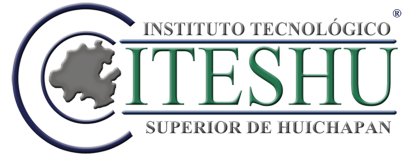 ®
INSTITUTO TECNOLÓGICO
ITESHU
SUPERIOR DE HUICHAPAN